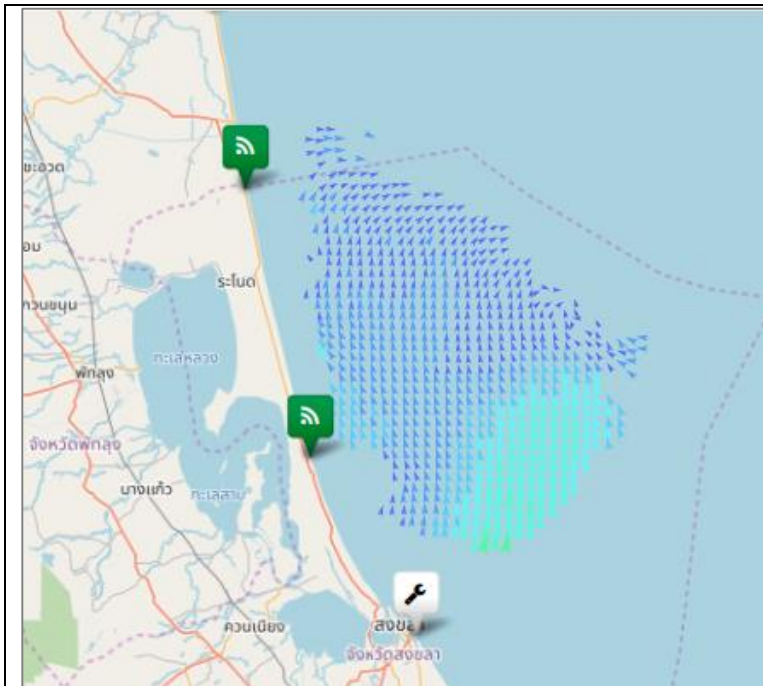 ชะอวด
อม
ควนขนุน
ระโนด
ทะเลหลวง
พัทลุง
จังหวัดพัทลุง
บางแก้ว
ทะเลสาบ
ควนเนียง
สงขลา
จังหวัดสงขลา